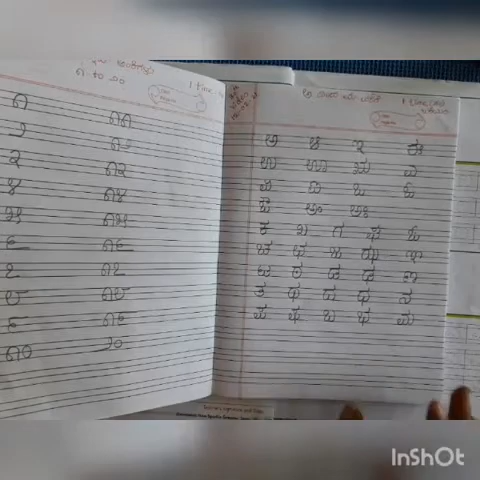 ೧ ೧೧
೨ ೧೨
೩ ೧೩
೪ ೧೪
೫ ೧೫
೬ ೧೬
೭ ೧೭
೮ ೧೮
೯ ೧೯
೧೦ ೨೦
ಅ ಆ ಇ ಈ
ಉ ಊ ಋ ಎ
ಏ ಐ ಒ ಓ
ಔ ಅಂ ಅಃ
ಕ ಖ ಗ ಘ ಙ
ಚ ಛ ಜ ಝ ಞ
ಟ ಠ ಡ ಢ ಣ
ತ ಥ ದ ಧ ನ
ಪ ಫ ಬ ಭ ಮ
InShOt